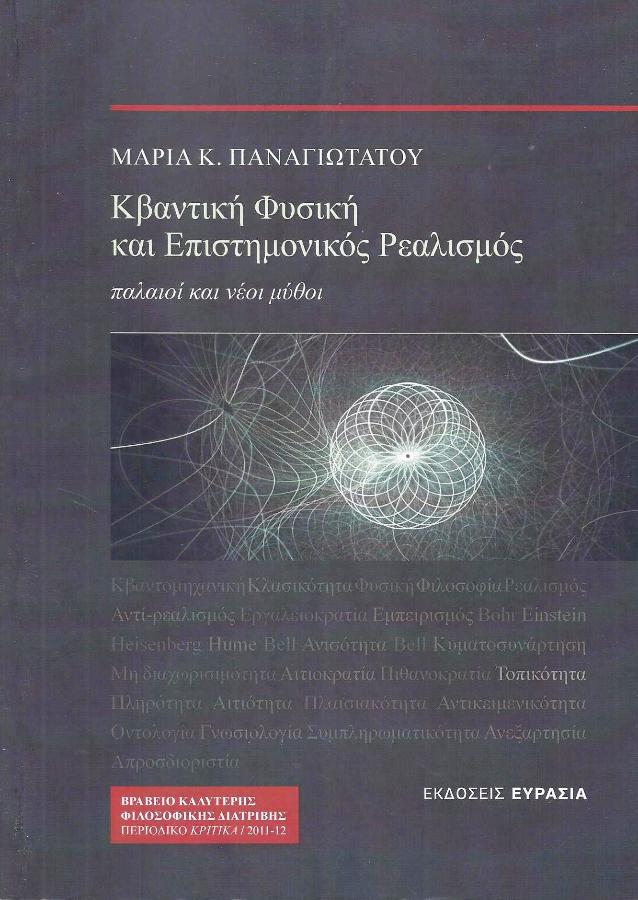 ΜΑΡΙΑ Κ. ΠΑΝΑΓΙΩΤΑΤΟΥ
Κβαντική Φυσική
και Επιστημονικός Ρεαλισμός
παλαιοί και νέοι μύθοι
Κβαντομηχανική Κλασικότητα Φυσική Φιλοσοφία Ρεαλισμός
Αντι-ρεαλισμός Εργαλειοκρατία Εμπειρισμός Bohr Einstein
Heisenberg Hume Bell Ανισότητα Bell Κυματοσυνάρτηση
Μη διαχωρισιμότητα Αιτιοκρατία Πιθανοκρατία Τοπικότητα
Πληρότητα Αιτιότητα Πλαισιακότητα Αντικειμενικότητα
Οντολογία Γνωσιολογία Συμπληρωματικότητα Ανεξαρτησία
Απροσδιοριστία
ΒΡΑΒΕΙΟ ΚΑΛΥΤΕΡΗΣ
ΦΙΛΟΣΟΦΙΚΗΣ ΔΙΑΤΡΙΒΗΣ
ΠΕΡΙΟΔΙΚΟ ΚΡΙΤΙΚΑ / 2011-12
ΕΚΔΟΣΕΙΣ ΕΥΡΑΣΙΑ